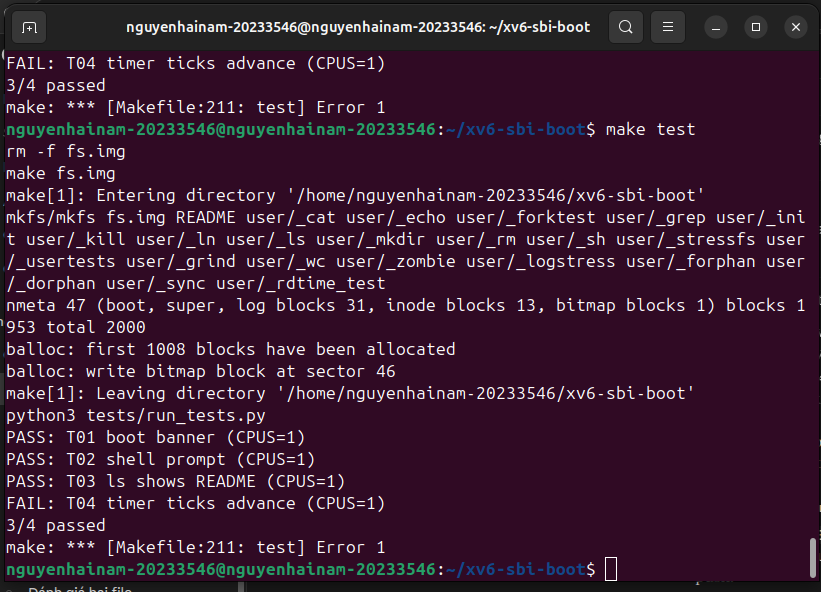 nguyenhainam-20233546@nguyenhainam-20233546: ~/xv6-sbi-boot
FAIL: T04 timer ticks advance (CPUS=1)
3/4 passed
make: *** [Makefile:211: test] Error 1
nguyenhainam-20233546@nguyenhainam-20233546:~/xv6-sbi-boot$ make test
rm -f fs.img
make fs.img
make[1]: Entering directory '/home/nguyenhainam-20233546/xv6-sbi-boot'
mkfs/mkfs fs.img README user/_cat user/_echo user/_forktest user/_grep user/_ini
t user/_kill user/_ln user/_ls user/_mkdir user/_rm user/_sh user/_stressfs user
/_usertests user/_grind user/_wc user/_zombie user/_logstress user/_forphan user
/_dorphan user/_sync user/_rdtime_test
nmeta 47 (boot, super, log blocks 31, inode blocks 13, bitmap blocks 1) blocks 1
953 total 2000
balloc: first 1008 blocks have been allocated
balloc: write bitmap block at sector 46
make[1]: Leaving directory '/home/nguyenhainam-20233546/xv6-sbi-boot'
python3 tests/run_tests.py
PASS: T01 boot banner (CPUS=1)
PASS: T02 shell prompt (CPUS=1)
PASS: T03 ls shows README (CPUS=1)
FAIL: T04 timer ticks advance (CPUS=1)
3/4 passed
make: *** [Makefile:211: test] Error 1
nguyenhainam-20233546@nguyenhainam-20233546:~/xv6-sbi-boot$